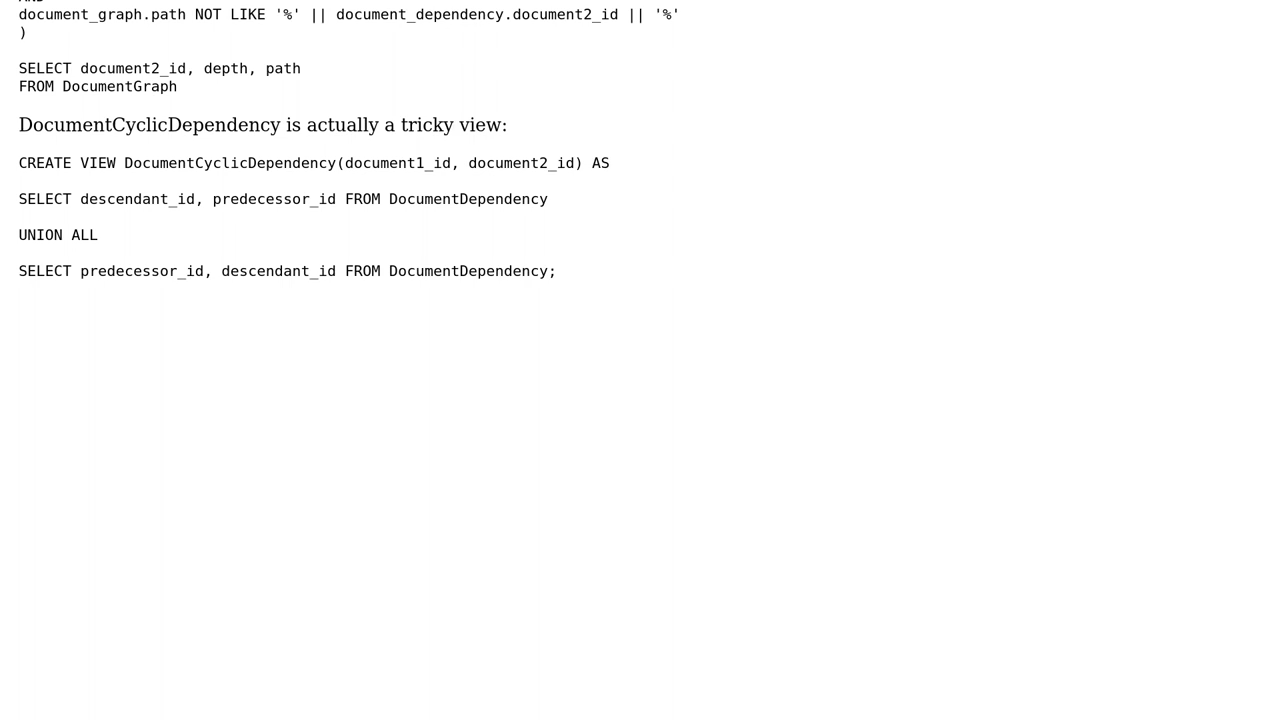 document_graph.path NOT LIKE '%' || document_dependency.document2_id || '%'
)
SELECT document2_id, depth, path
FROM DocumentGraph
DocumentCyclicDependency is actually a tricky view:
CREATE VIEW DocumentCyclicDependency(document1_id, document2_id) AS
SELECT descendant_id, predecessor_id FROM DocumentDependency
UNION ALL
SELECT predecessor_id, descendant_id FROM DocumentDependency;